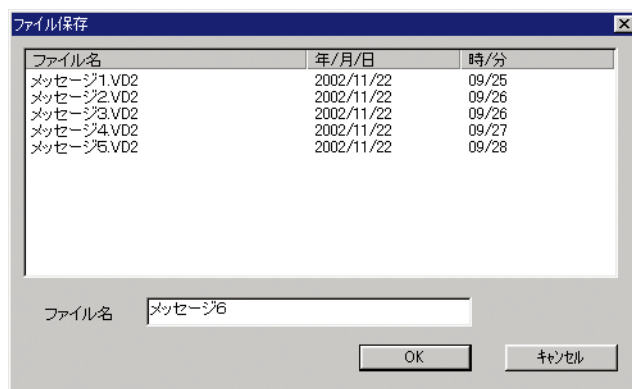 ファイル保存
ファイル名 年/月/日 時/分
メッセージ1.VD2 2002/11/22 09/25
メッセージ2.VD2 2002/11/22 09/26
メッセージ3.VD2 2002/11/22 09/26
メッセージ4.VD2 2002/11/22 09/27
メッセージ5.VD2 2002/11/22 09/28
ファイル名 メッセージ6
OK ｷｬﾝｾﾙ